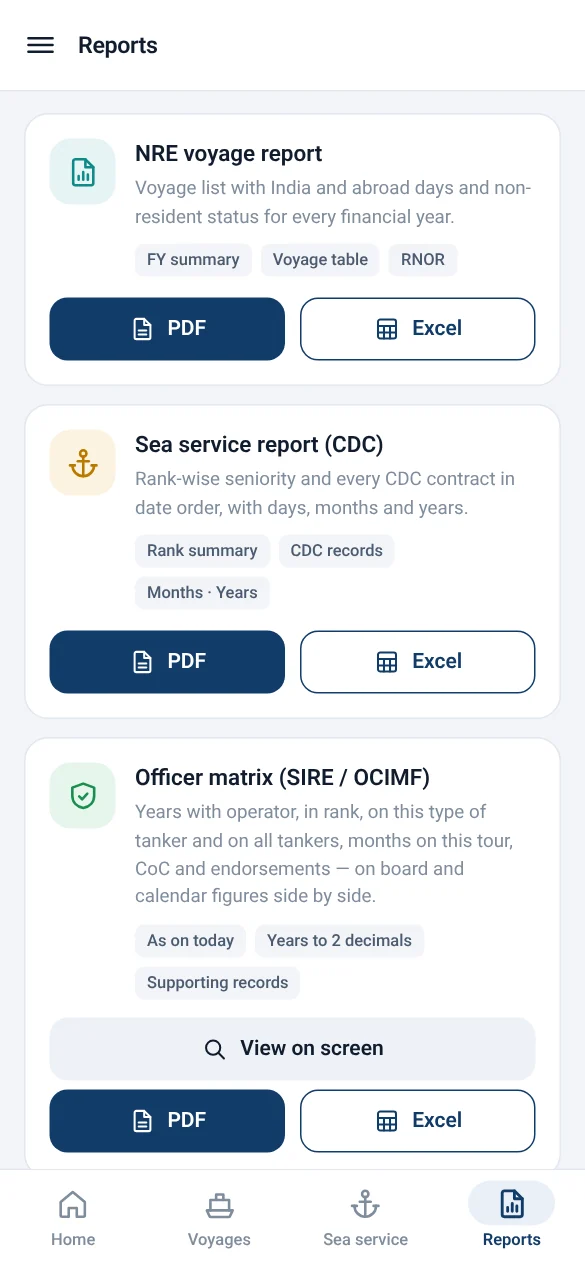 Reports
NRE voyage report
Voyage list with India and abroad days and non-
resident status for every financial year.
FY summary
Voyage table
RNOR
PDF
Excel
Sea service report (CDC)
Rank-wise seniority and every CDC contract in
date order, with days, months and years.
Rank summary
CDC records
Months · Years
PDF
Excel
Officer matrix (SIRE / OCIMF)
Years with operator, in rank, on this type of
tanker and on all tankers, months on this tour,
CoC and endorsements — on board and
calendar figures side by side.
As on today
Years to 2 decimals
Supporting records
View on screen
PDF
Excel
Home
Voyages
Sea service
Reports